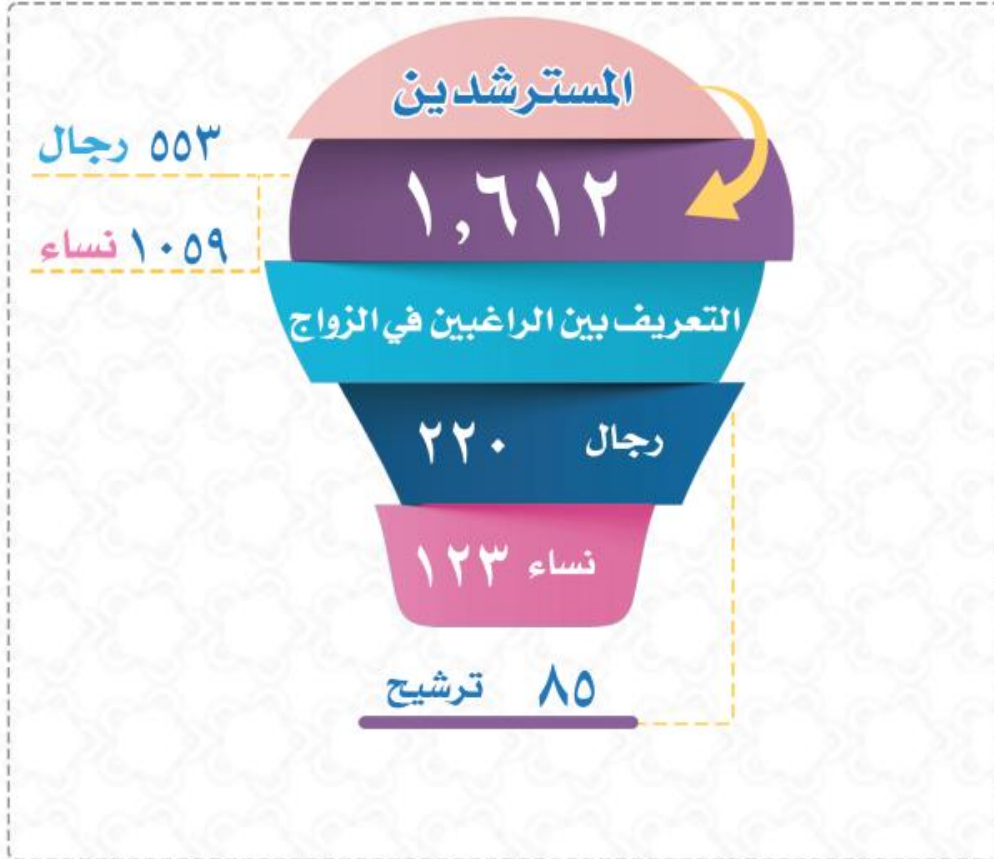 المسترشدين
٥٥٣ رجال
١,٦١٢
١٠٥٩ نساء
التعريف بين الراغبين في الزواج
رجال ٢٢٠
نساء ١٢٣
٨٥ ترشيح